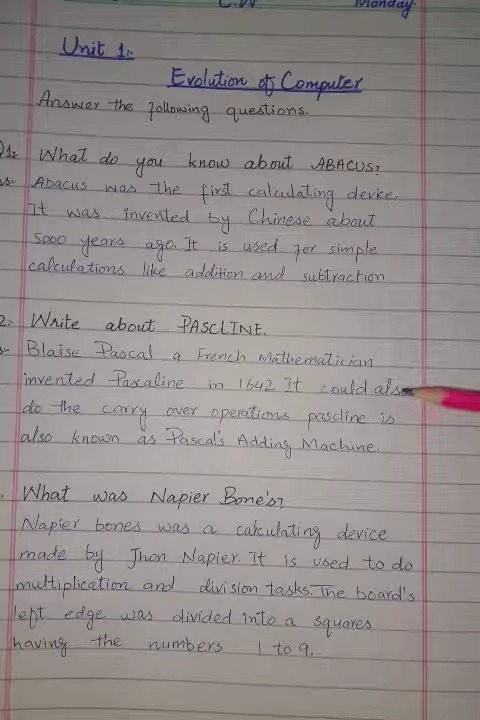 C.W Monday
Unit 1:-
Evolution of Computer
Answer the following questions.
Q1:- What do you know about ABACUS?
Abacus was the first calculating device.
It was invented by Chinese about
5000 years ago. It is used for simple
calculations like addition and subtraction
2:- Write about PASCLINE.
Blaise Pascal a French Mathematician
invented Pascaline in 1642 It could also
do the carry over operations pascline is
also known as Pascal's Adding Machine.
What was Napier Bone's?
Napier bones was a calculating device
made by Jhon Napier. It is used to do
multiplication and division tasks. The board's
left edge was divided into a squares
having the numbers 1 to 9.